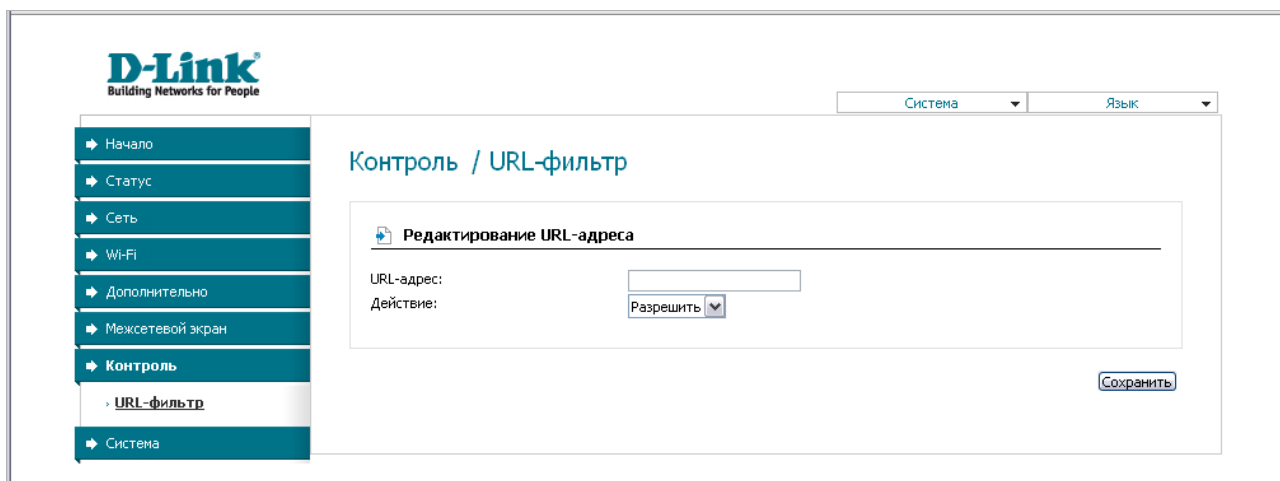 D-Link
Building Networks for People
Система
Язык
Начало
Статус
Сеть
Wi-Fi
Дополнительно
Межсетевой экран
Контроль
URL-фильтр
Система
Контроль / URL-фильтр
Редактирование URL-адреса
URL-адрес:
Действие: Разрешить
Сохранить